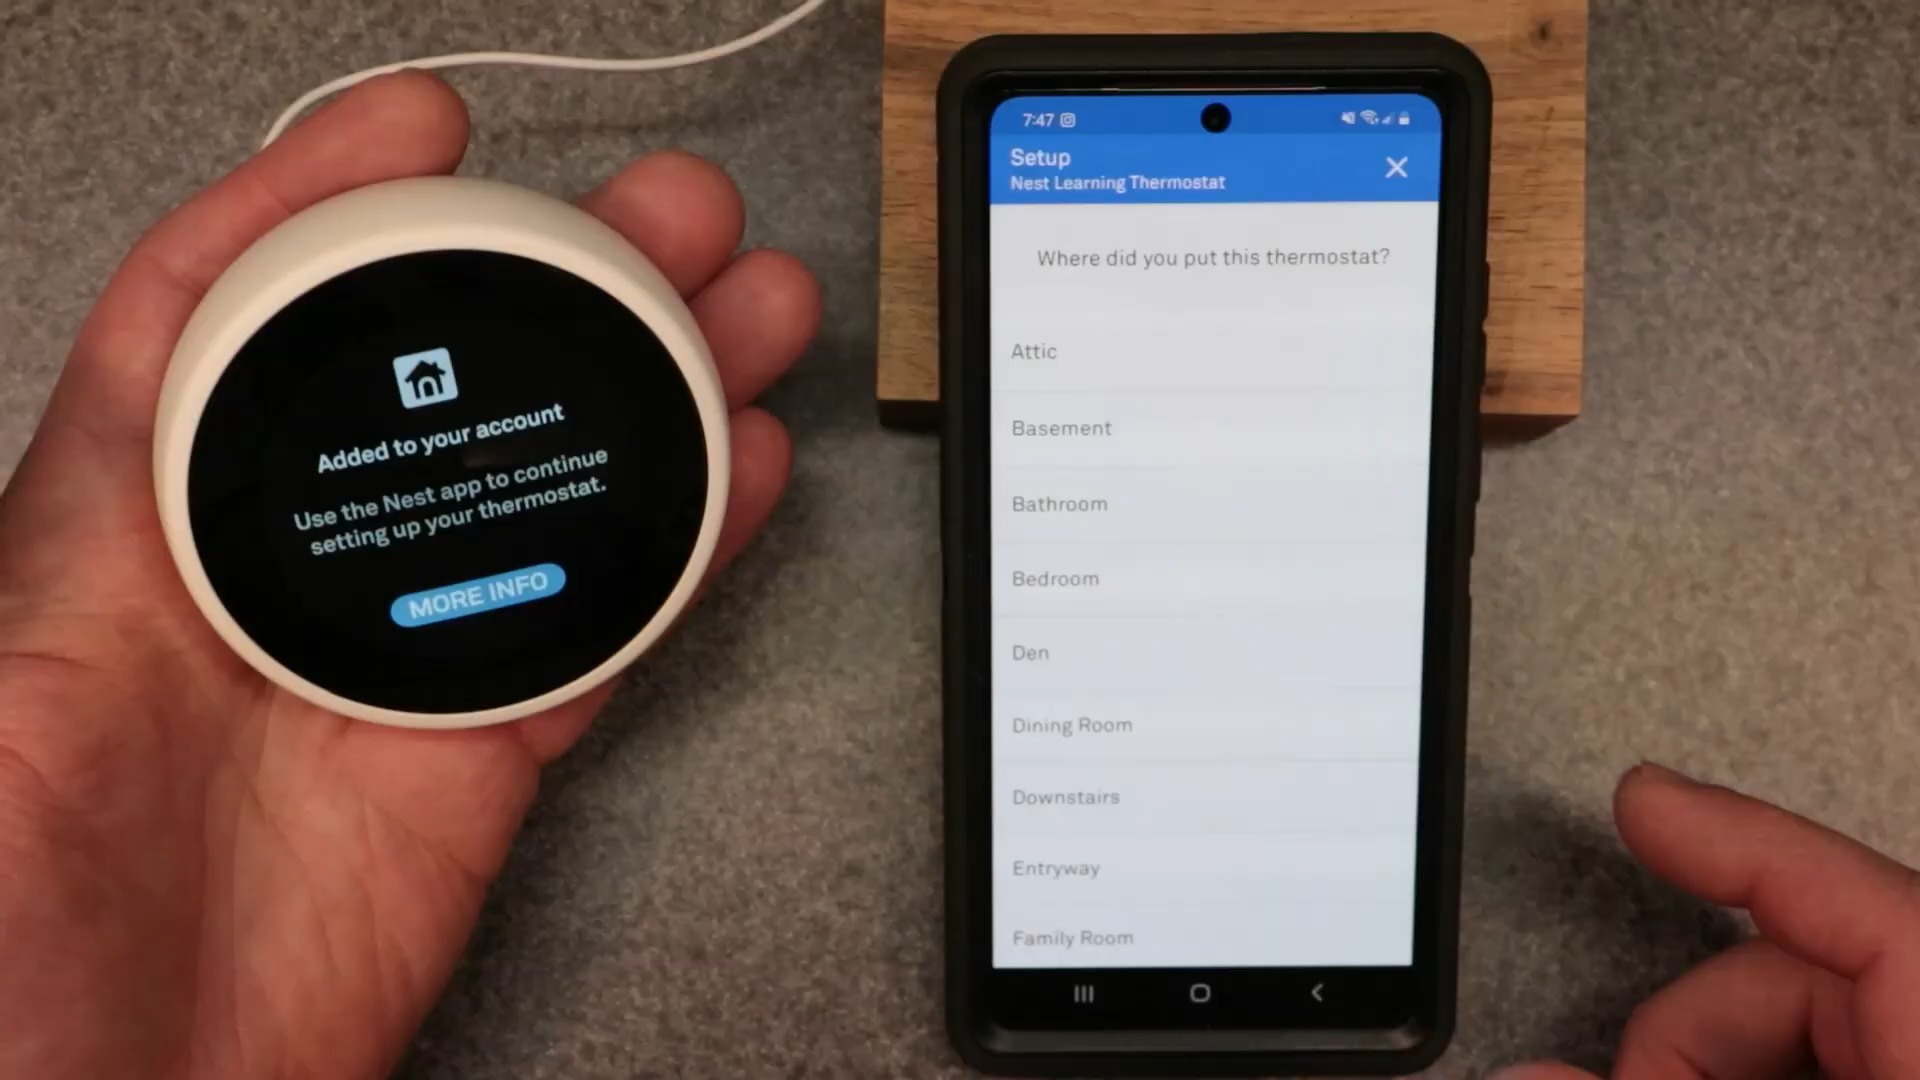 Added to your account
Use the Nest app to continue
setting up your thermostat.
MORE INFO
7:47
Setup
Nest Learning Thermostat
Where did you put this thermostat?
Attic
Basement
Bathroom
Bedroom
Den
Dining Room
Downstairs
Entryway
Family Room